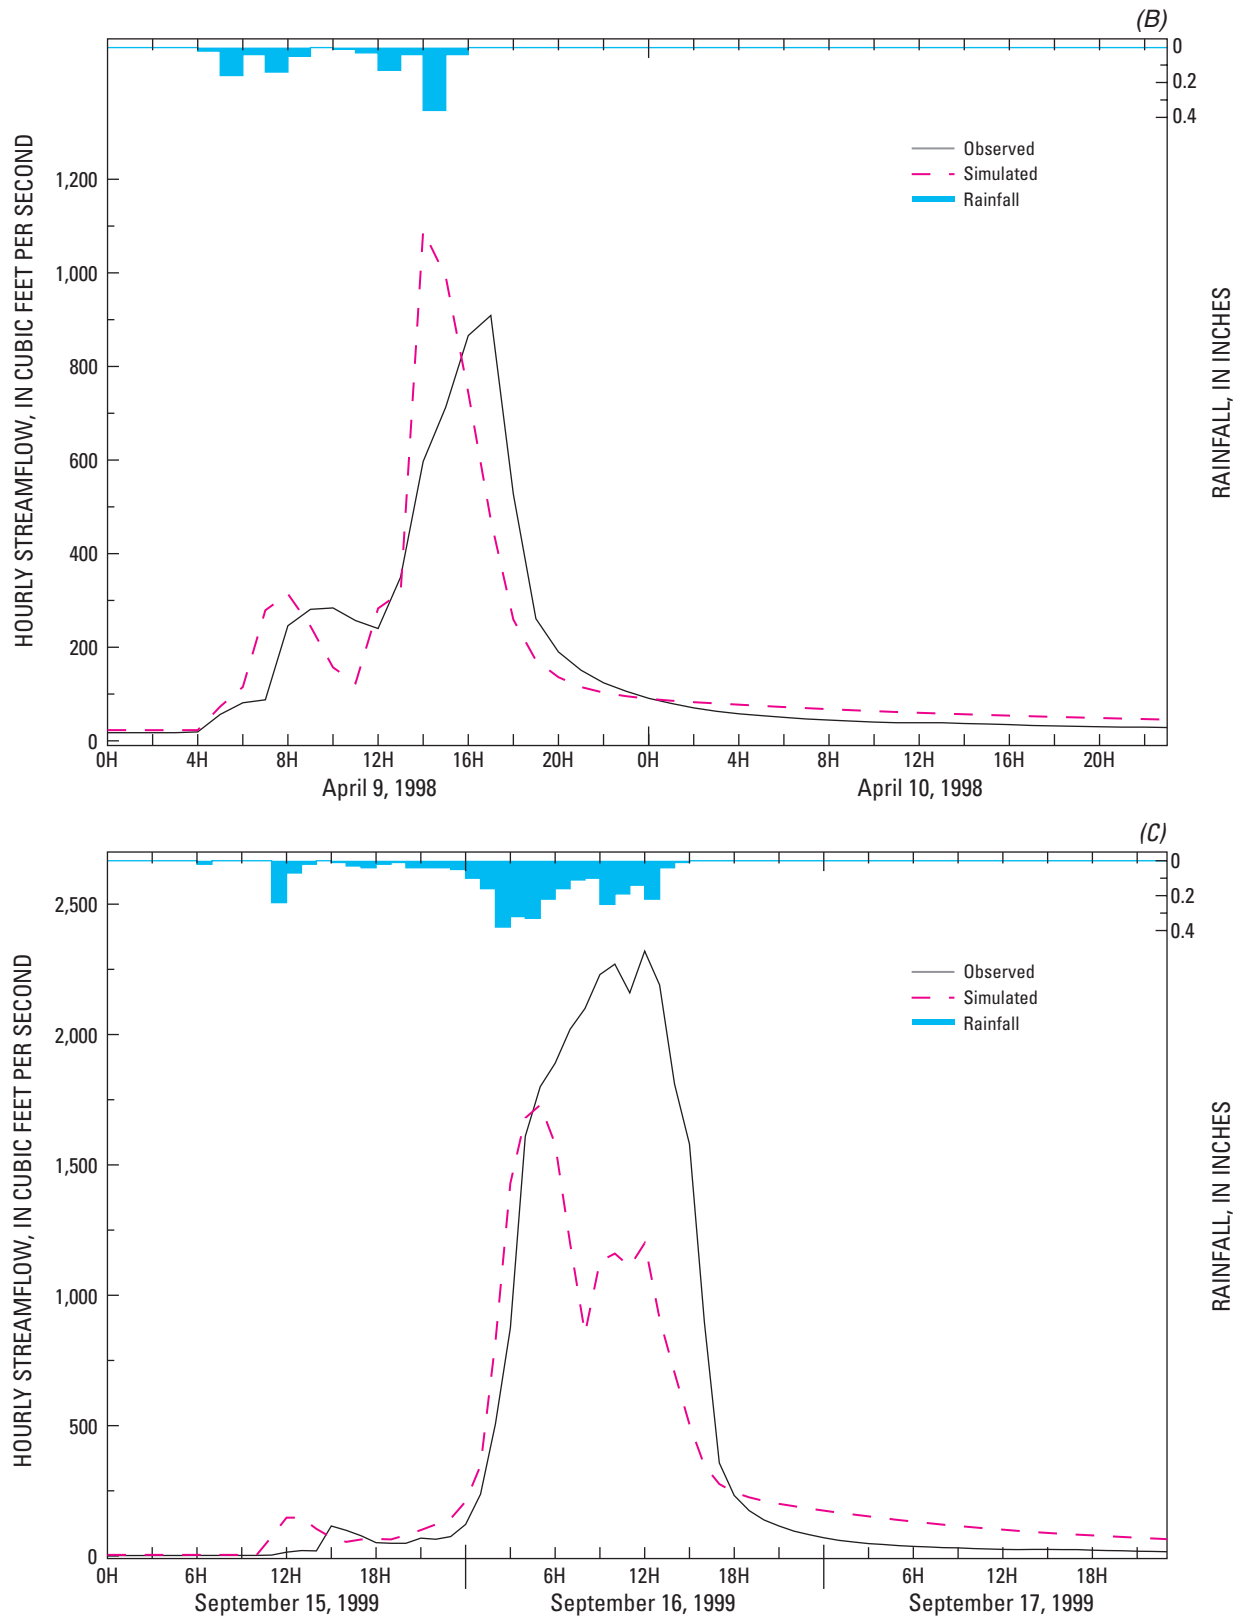 (B)
0
0.2
0.4
Observed
Simulated
Rainfall
1,200
1,000
800
600
400
200
0
HOURLY STREAMFLOW, IN CUBIC FEET PER SECOND
RAINFALL, IN INCHES
0H 4H 8H 12H 16H 20H 0H 4H 8H 12H 16H 20H
April 9, 1998 April 10, 1998
(C)
0
0.2
0.4
Observed
Simulated
Rainfall
2,500
2,000
1,500
1,000
500
0
HOURLY STREAMFLOW, IN CUBIC FEET PER SECOND
RAINFALL, IN INCHES
0H 6H 12H 18H 6H 12H 18H 6H 12H 18H
September 15, 1999 September 16, 1999 September 17, 1999